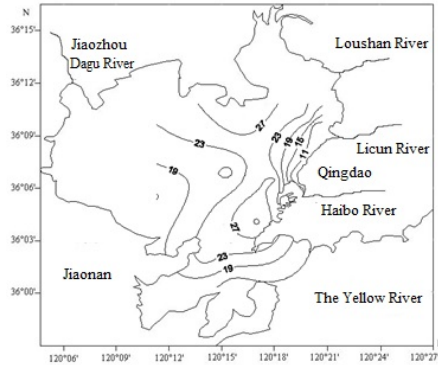 N
36°15'
36°12'
36°09'
36°06'
36°03'
36°00'
Jiaozhou
Dagu River
Loushan River
Licun River
Qingdao
Haibo River
Jiaonan
The Yellow River
27
23
23
19
15
11
19
27
23
19
120°06' 120°09' 120°12' 120°15' 120°18' 120°21' 120°24' 120°27